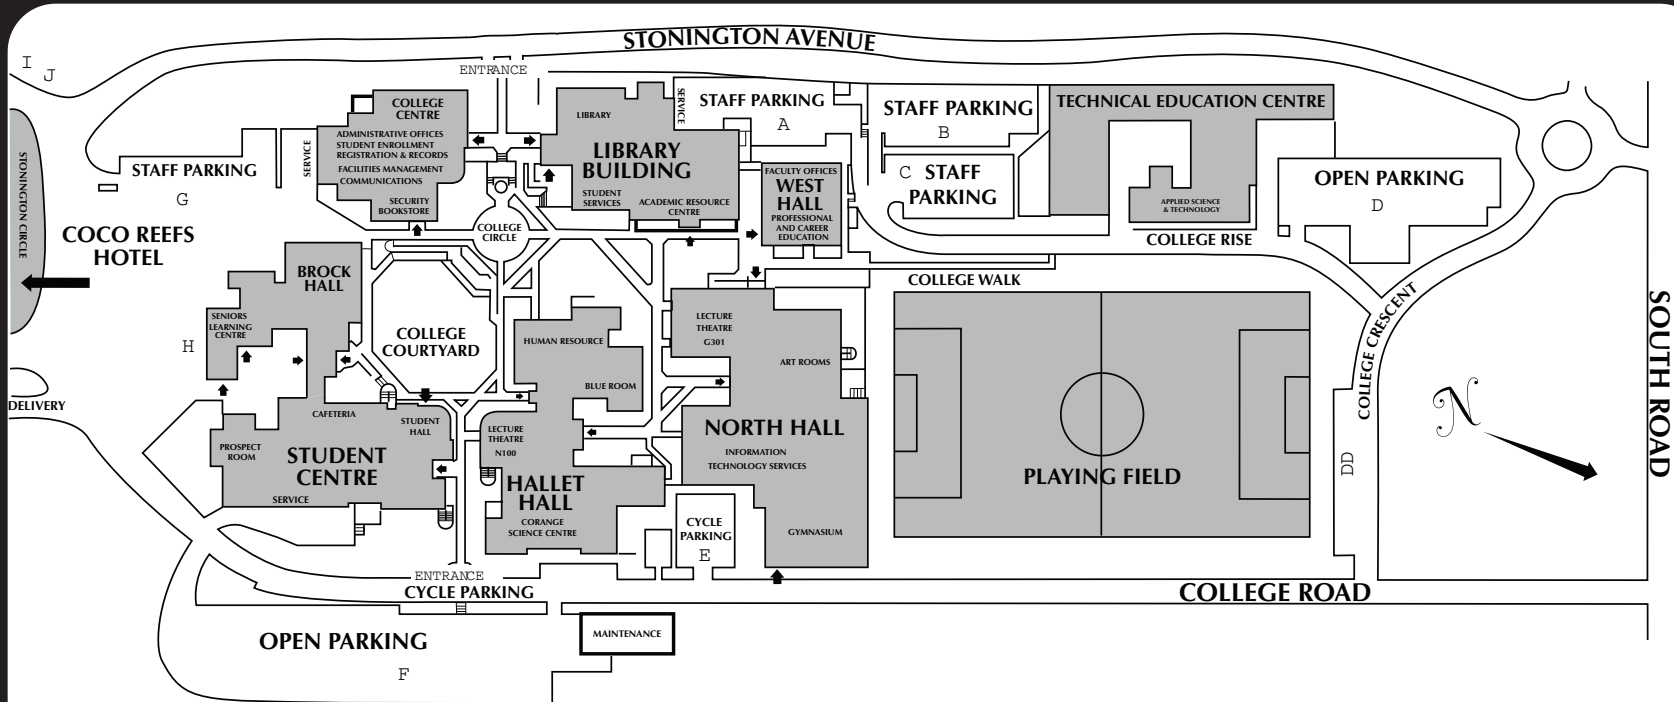 STONINGTON AVENUE
I
J
ENTRANCE
COLLEGE
CENTRE
ADMINISTRATIVE OFFICES
STUDENT ENROLLMENT
REGISTRATION & RECORDS
FACILITIES MANAGEMENT
COMMUNICATIONS
SECURITY
BOOKSTORE
SERVICE
STAFF PARKING
G
STONINGTON CIRCLE
COCO REEFS
HOTEL
LIBRARY
LIBRARY
BUILDING
STUDENT
SERVICES
ACADEMIC RESOURCE
CENTRE
SERVICE
STAFF PARKING
A
STAFF PARKING
B
C
STAFF
PARKING
FACULTY OFFICES
WEST
HALL
PROFESSIONAL
AND CAREER
EDUCATION
TECHNICAL EDUCATION CENTRE
APPLIED SCIENCE
& TECHNOLOGY
COLLEGE RISE
OPEN PARKING
D
COLLEGE
CIRCLE
COLLEGE WALK
BROCK
HALL
SENIORS
LEARNING
CENTRE
H
COLLEGE
COURTYARD
HUMAN RESOURCE
BLUE ROOM
LECTURE
THEATRE
G301
ART ROOMS
COLLEGE CRESCENT
SOUTH ROAD
N
DELIVERY
CAFETERIA
STUDENT
HALL
PROSPECT
ROOM
STUDENT
CENTRE
SERVICE
LECTURE
THEATRE
N100
HALLET
HALL
CORANGE
SCIENCE CENTRE
NORTH HALL
INFORMATION
TECHNOLOGY SERVICES
GYMNASIUM
CYCLE
PARKING
E
PLAYING FIELD
DD
ENTRANCE
CYCLE PARKING
COLLEGE ROAD
OPEN PARKING
F
MAINTENANCE